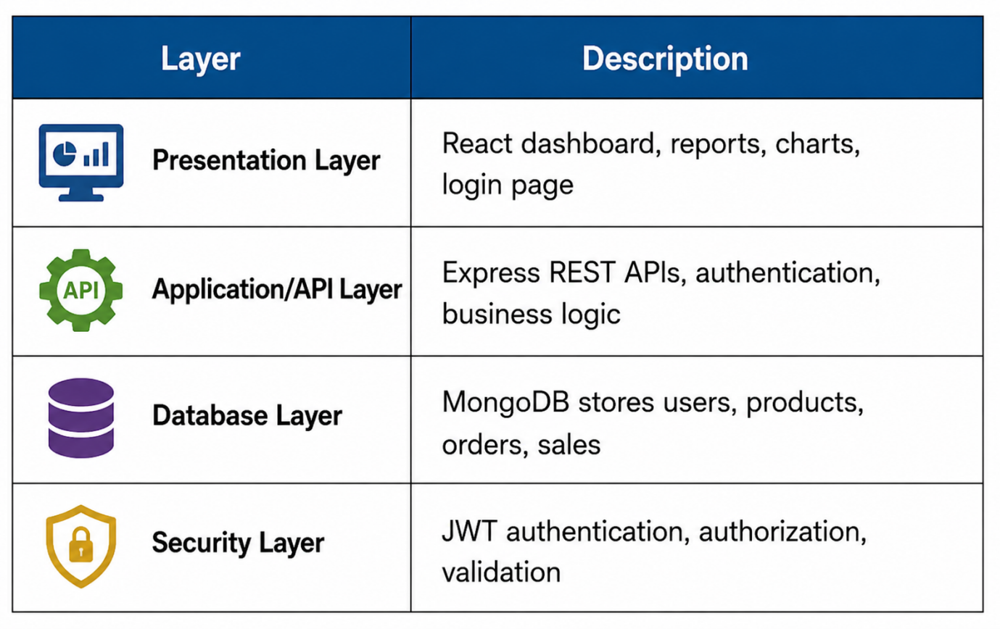 Layer
Description
Presentation Layer
React dashboard, reports, charts,
login page
API
Application/API Layer
Express REST APIs, authentication,
business logic
Database Layer
MongoDB stores users, products,
orders, sales
Security Layer
JWT authentication, authorization,
validation